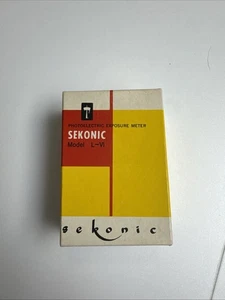 PHOTOELECTRIC EXPOSURE METER
SEKONIC
Model L-VI
sekonic